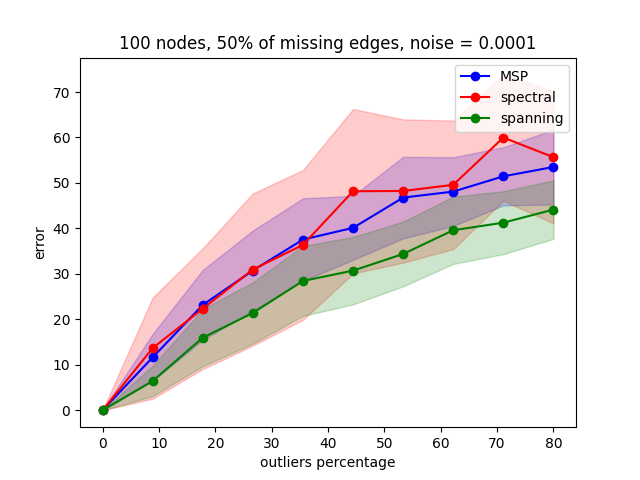 100 nodes, 50% of missing edges, noise = 0.0001
MSP
spectral
spanning
70
60
50
40
30
20
10
0
error
0 10 20 30 40 50 60 70 80
outliers percentage